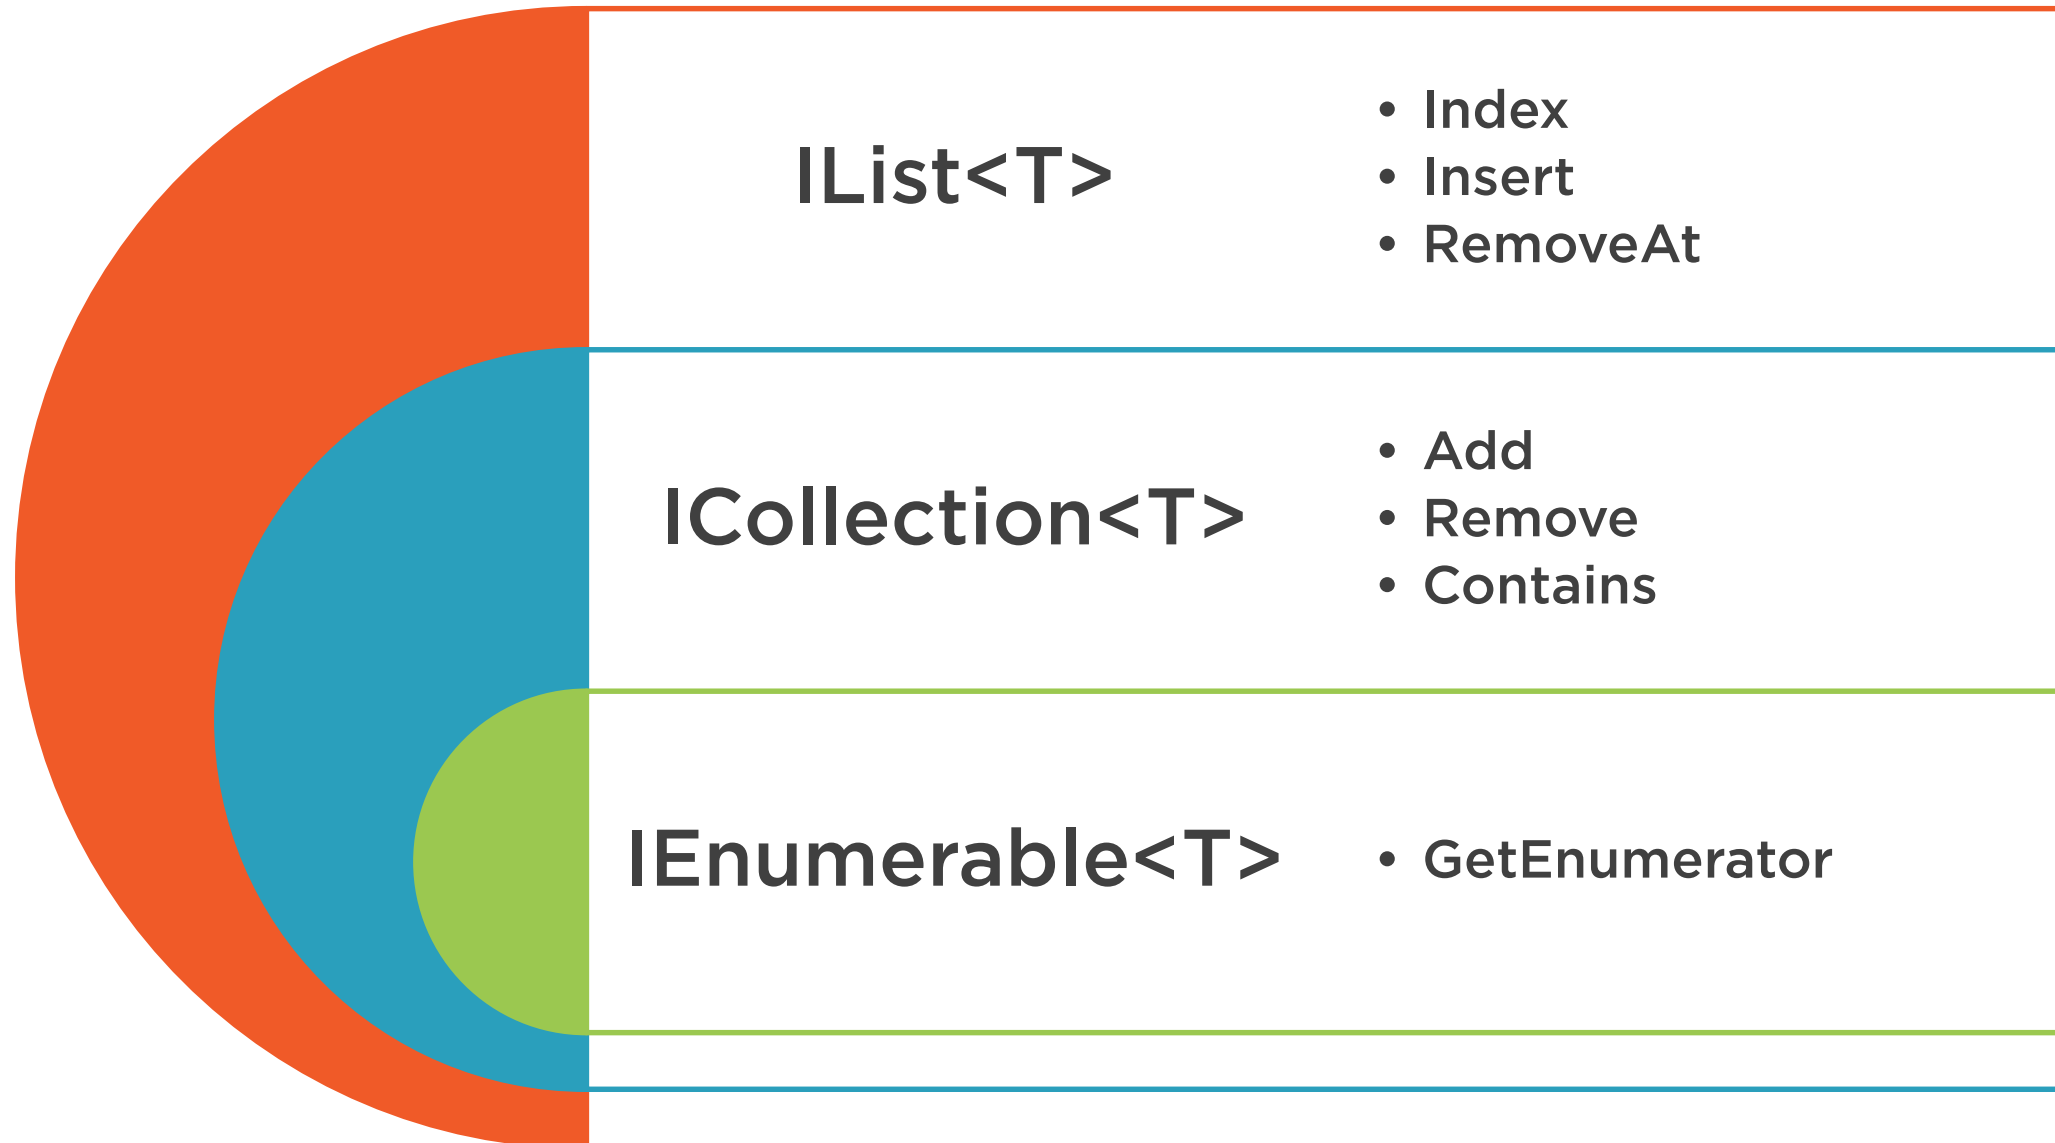 IList<T>
• Index
• Insert
• RemoveAt
ICollection<T>
• Add
• Remove
• Contains
IEnumerable<T>
• GetEnumerator